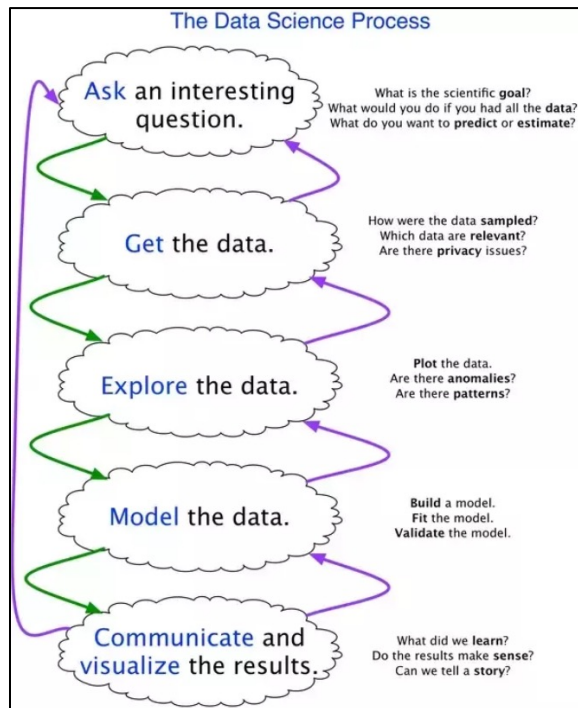 The Data Science Process
Ask an interesting
question.
What is the scientific goal?
What would you do if you had all the data?
What do you want to predict or estimate?
Get the data.
How were the data sampled?
Which data are relevant?
Are there privacy issues?
Explore the data.
Plot the data.
Are there anomalies?
Are there patterns?
Model the data.
Build a model.
Fit the model.
Validate the model.
Communicate and
visualize the results.
What did we learn?
Do the results make sense?
Can we tell a story?